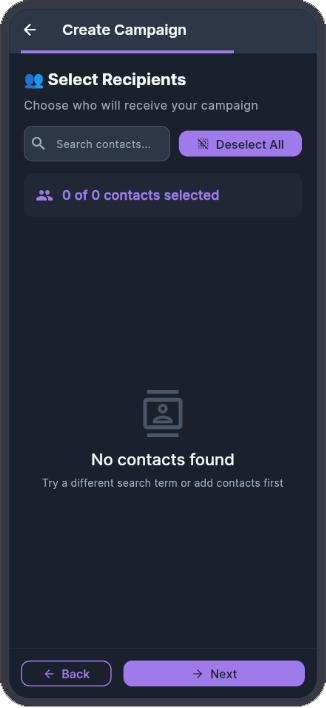 Create Campaign
👥 Select Recipients
Choose who will receive your campaign
Search contacts...
Deselect All
0 of 0 contacts selected
No contacts found
Try a different search term or add contacts first
← Back
→ Next